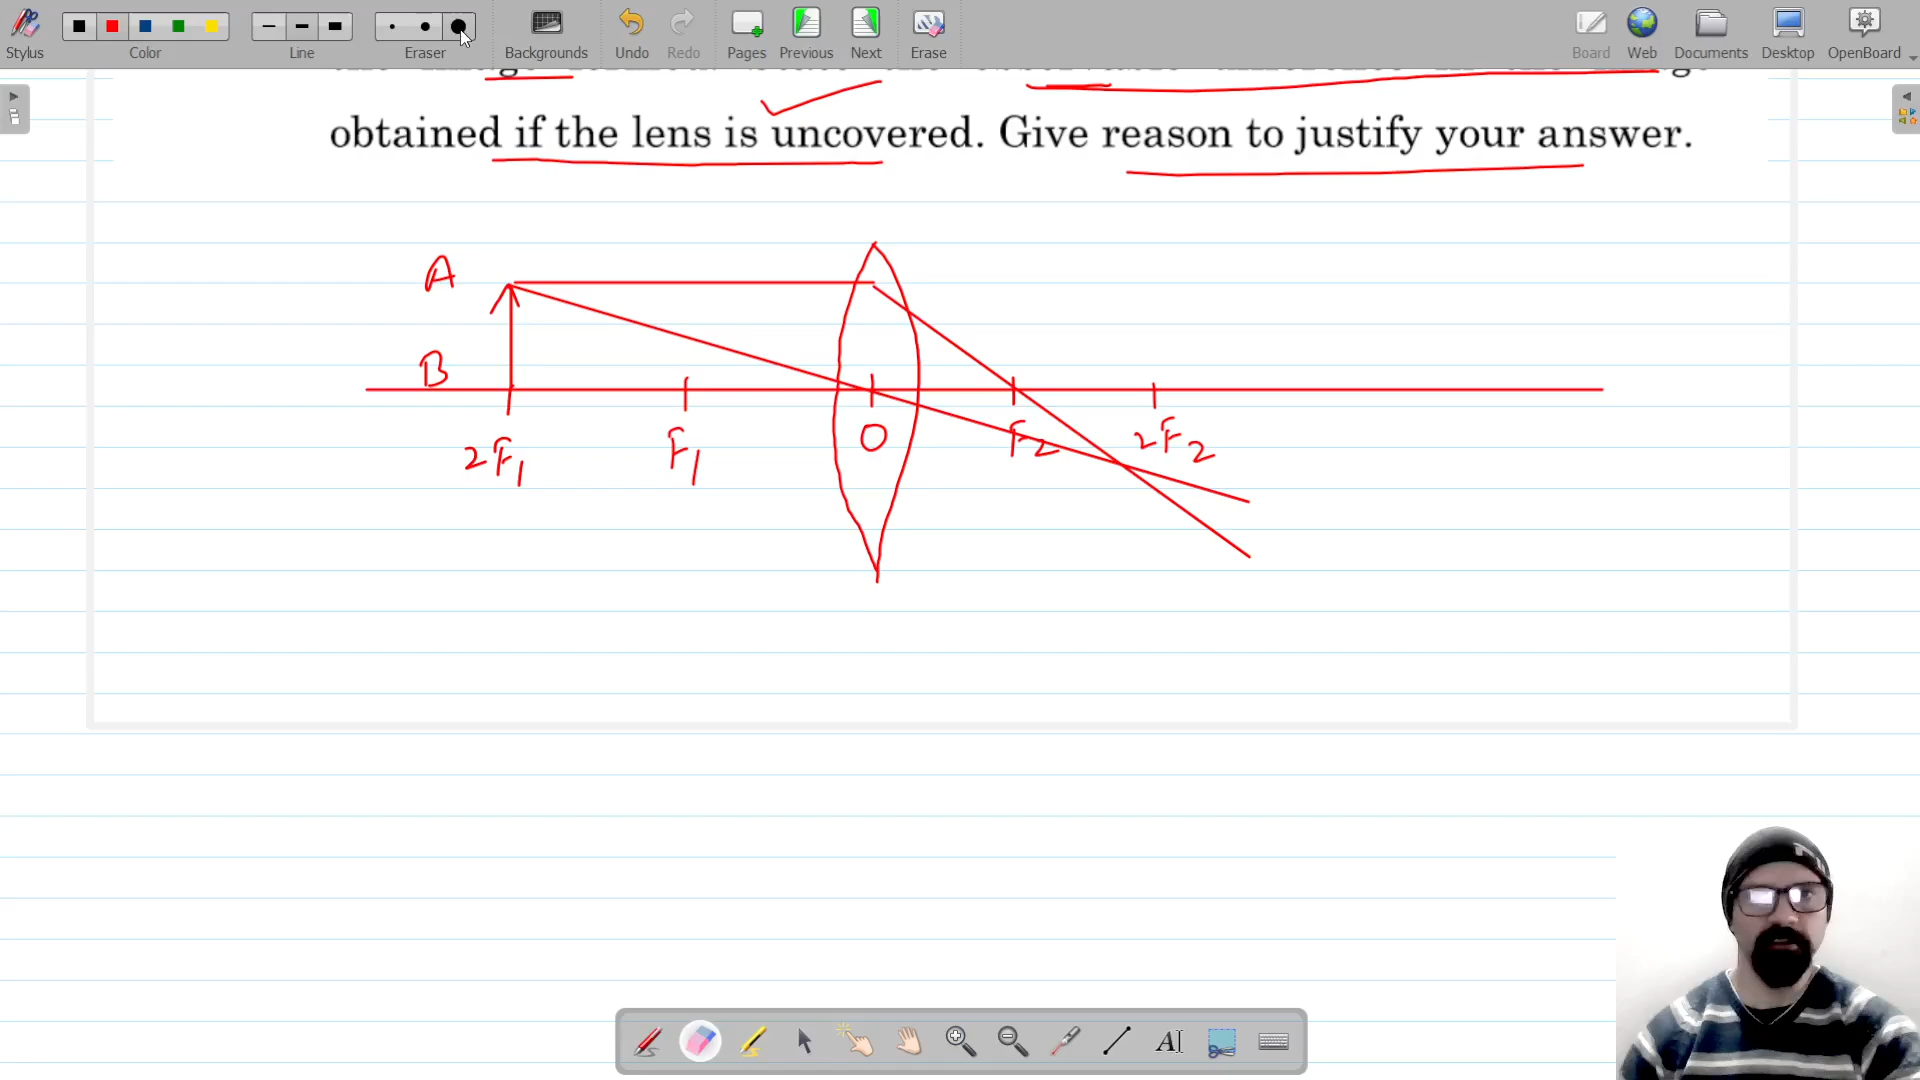 Stylus Color Line Eraser Backgrounds Undo Redo Pages Previous Next Erase Board Web Documents Desktop OpenBoard
obtained if the lens is uncovered. Give reason to justify your answer.
A
B
2F1 F1 O F2 2F2